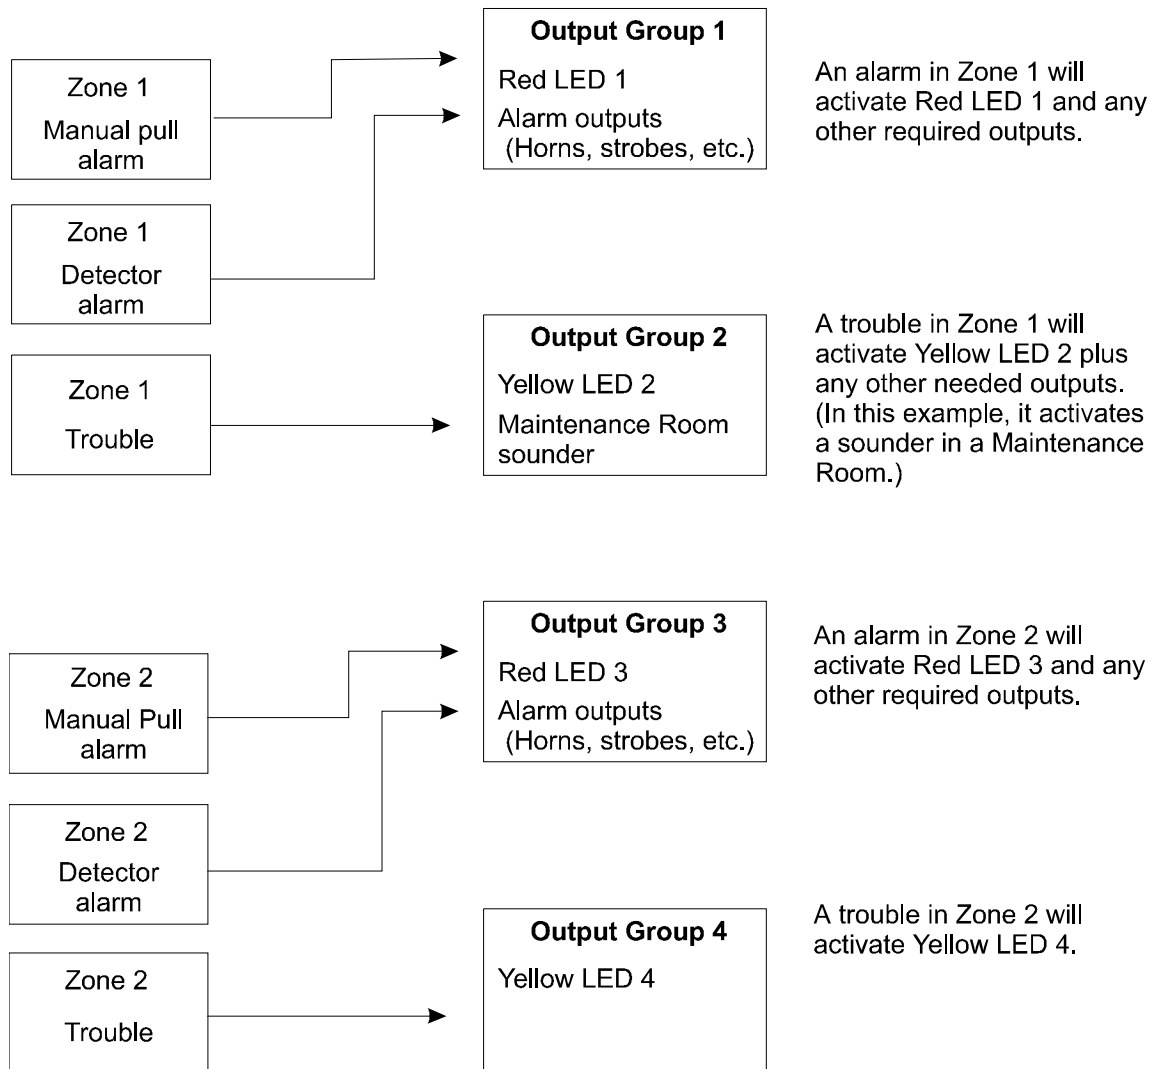 Zone 1
Manual pull
alarm
Output Group 1
Red LED 1
Alarm outputs
(Horns, strobes, etc.)
An alarm in Zone 1 will
activate Red LED 1 and any
other required outputs.
Zone 1
Detector
alarm
Zone 1
Trouble
Output Group 2
Yellow LED 2
Maintenance Room
sounder
A trouble in Zone 1 will
activate Yellow LED 2 plus
any other needed outputs.
(In this example, it activates
a sounder in a Maintenance
Room.)
Zone 2
Manual Pull
alarm
Output Group 3
Red LED 3
Alarm outputs
(Horns, strobes, etc.)
An alarm in Zone 2 will
activate Red LED 3 and any
other required outputs.
Zone 2
Detector
alarm
Zone 2
Trouble
Output Group 4
Yellow LED 4
A trouble in Zone 2 will
activate Yellow LED 4.